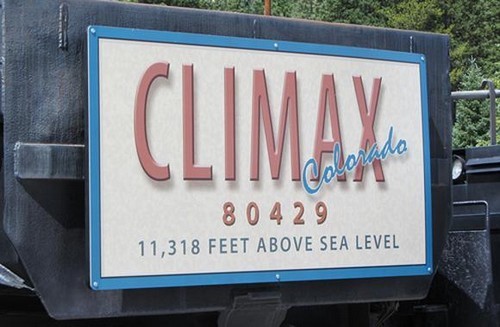 CLIMAX
Colorado
80429
11,318 FEET ABOVE SEA LEVEL